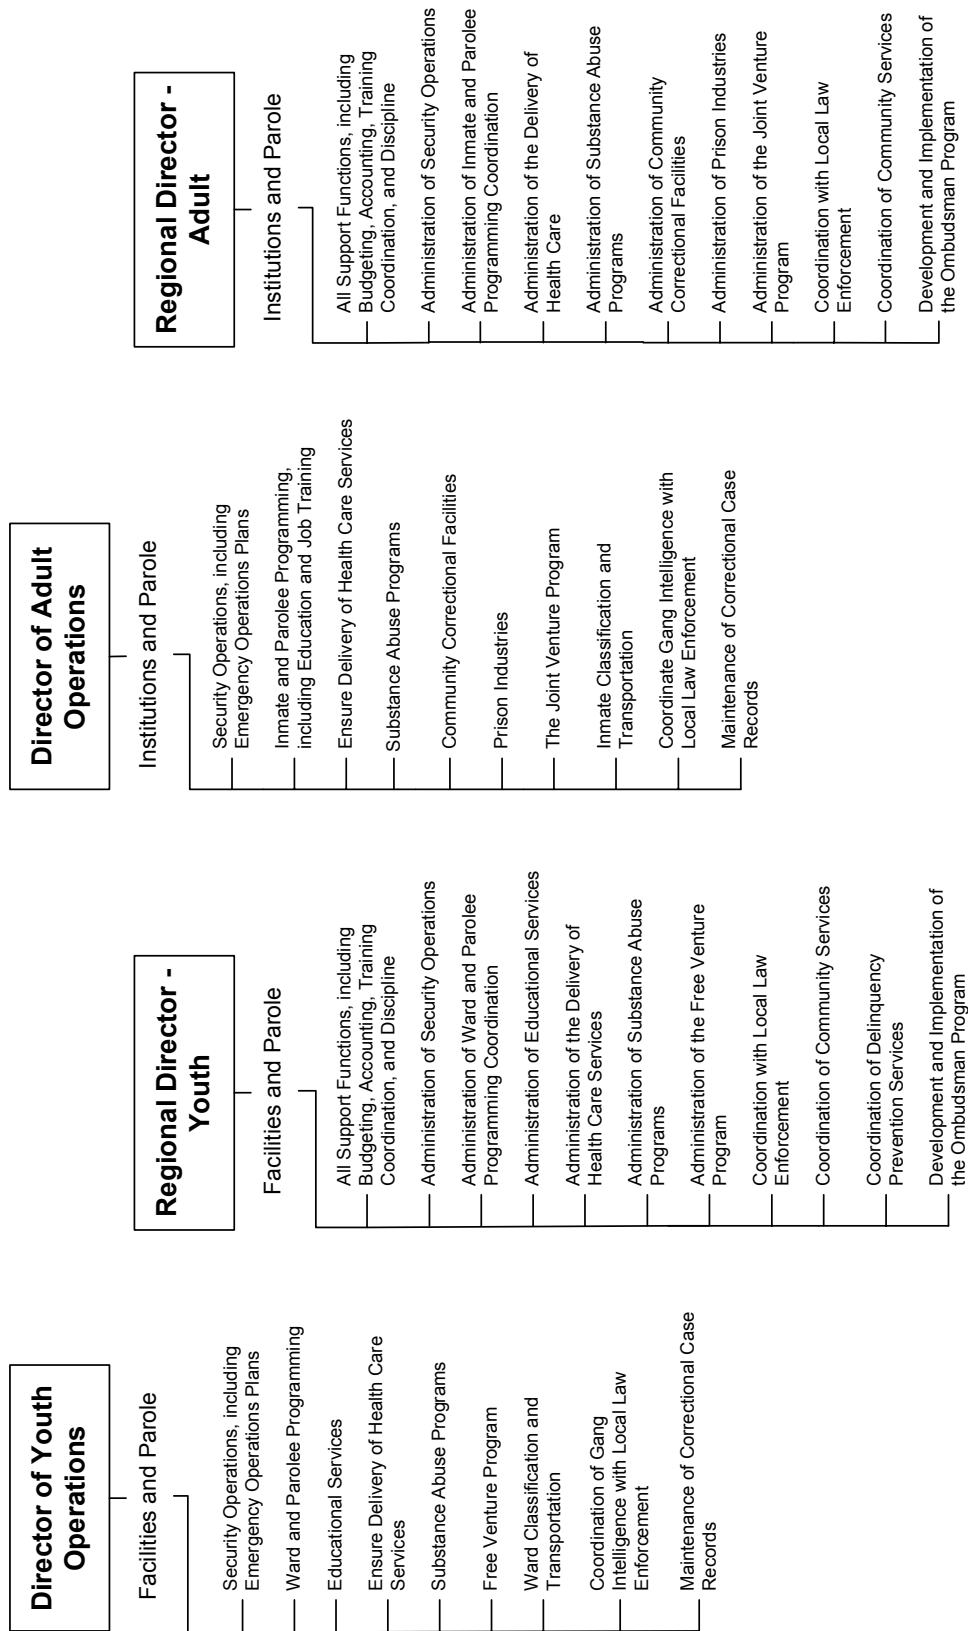 Director of Youth
Operations
Facilities and Parole
Security Operations, including
Emergency Operations Plans
Ward and Parolee Programming
Educational Services
Ensure Delivery of Health Care
Services
Substance Abuse Programs
Free Venture Program
Ward Classification and
Transportation
Coordination of Gang
Intelligence with Local Law
Enforcement
Maintenance of Correctional Case
Records
Regional Director -
Youth
Facilities and Parole
All Support Functions, including
Budgeting, Accounting, Training
Coordination, and Discipline
Administration of Security Operations
Administration of Ward and Parolee
Programming Coordination
Administration of Educational Services
Administration of the Delivery of
Health Care Services
Administration of Substance Abuse
Programs
Administration of the Free Venture
Program
Coordination with Local Law
Enforcement
Coordination of Community Services
Coordination of Delinquency
Prevention Services
Development and Implementation of
the Ombudsman Program
Director of Adult
Operations
Institutions and Parole
Security Operations, including
Emergency Operations Plans
Inmate and Parolee Programming,
including Education and Job Training
Ensure Delivery of Health Care Services
Substance Abuse Programs
Community Correctional Facilities
Prison Industries
The Joint Venture Program
Inmate Classification and
Transportation
Coordinate Gang Intelligence with
Local Law Enforcement
Maintenance of Correctional Case
Records
Regional Director -
Adult
Institutions and Parole
All Support Functions, including
Budgeting, Accounting, Training
Coordination, and Discipline
Administration of Security Operations
Administration of Inmate and Parolee
Programming Coordination
Administration of the Delivery of
Health Care
Administration of Substance Abuse
Programs
Administration of Community
Correctional Facilities
Administration of Prison Industries
Administration of the Joint Venture
Program
Coordination with Local Law
Enforcement
Coordination of Community Services
Development and Implementation of
the Ombudsman Program